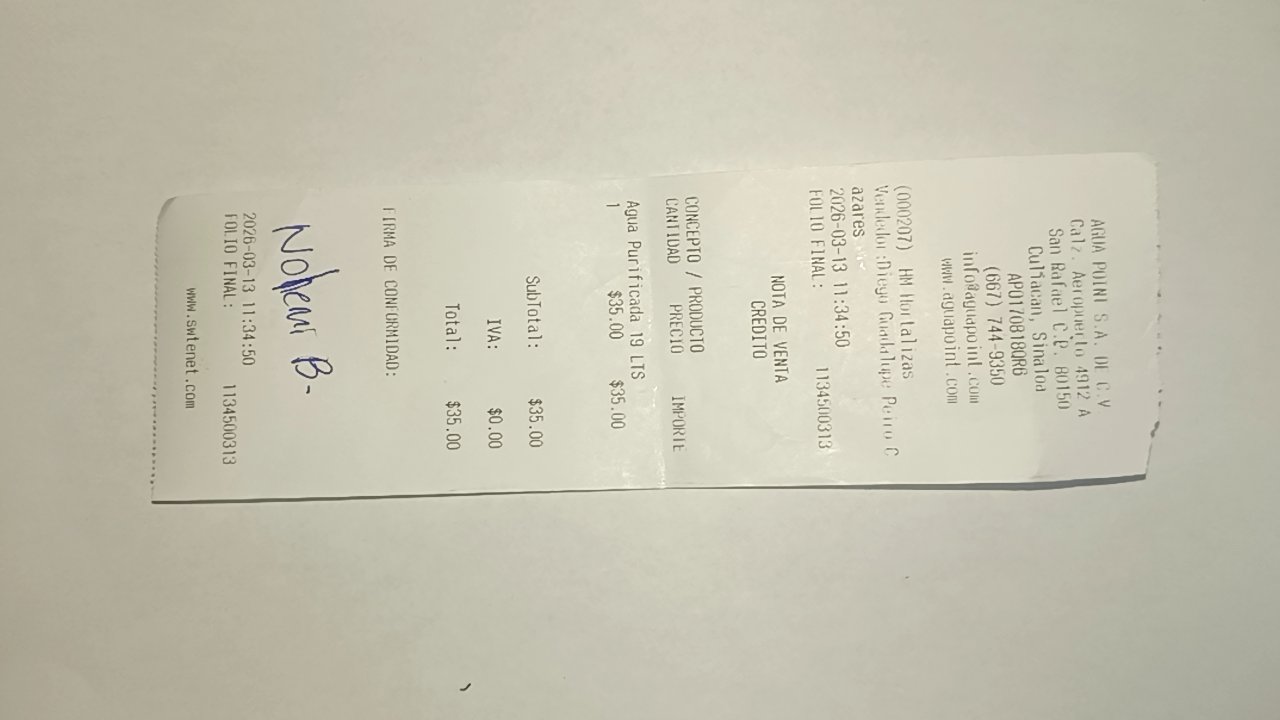 AGUA POINT S.A. DE C.V.
Calz. Aeropuerto 4912 A
San Rafael C.P. 80150
Culiacan, Sinaloa
APO170818QR6
(667) 744-9350
info@aguapoint.com
www.aguapoint.com
(000207) HM Hortalizas
Vendedor:Diego Guadalupe Peiro C
azares
2026-03-13 11:34:50
FOLIO FINAL: 1134500313
NOTA DE VENTA
CREDITO
CONCEPTO / PRODUCTO
CANTIDAD PRECIO IMPORTE
Agua Purificada 19 LTS
1 $35.00 $35.00
SubTotal: $35.00
IVA: $0.00
Total: $35.00
FIRMA DE CONFORMIDAD:
B-
2026-03-13 11:34:50
FOLIO FINAL: 1134500313
www.swtenet.com